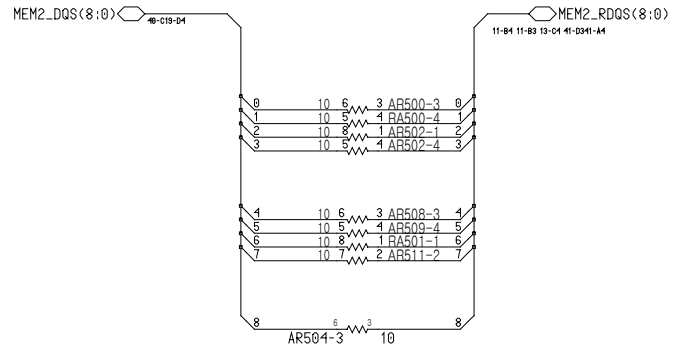 MEM2_DQS(8:0) MEM2_RDQS(8:0)
48-C19-D4 11-B4 11-B3 13-C4 41-D341-A4
0 10 6 3 AR500-3 0
1 10 5 4 RA500-4 1
2 10 8 1 AR502-1 2
3 10 5 4 AR502-4 3
4 10 6 3 AR508-3 4
5 10 5 4 AR509-4 5
6 10 8 1 RA501-1 6
7 10 7 2 AR511-2 7
8 6 3 8
AR504-3 10